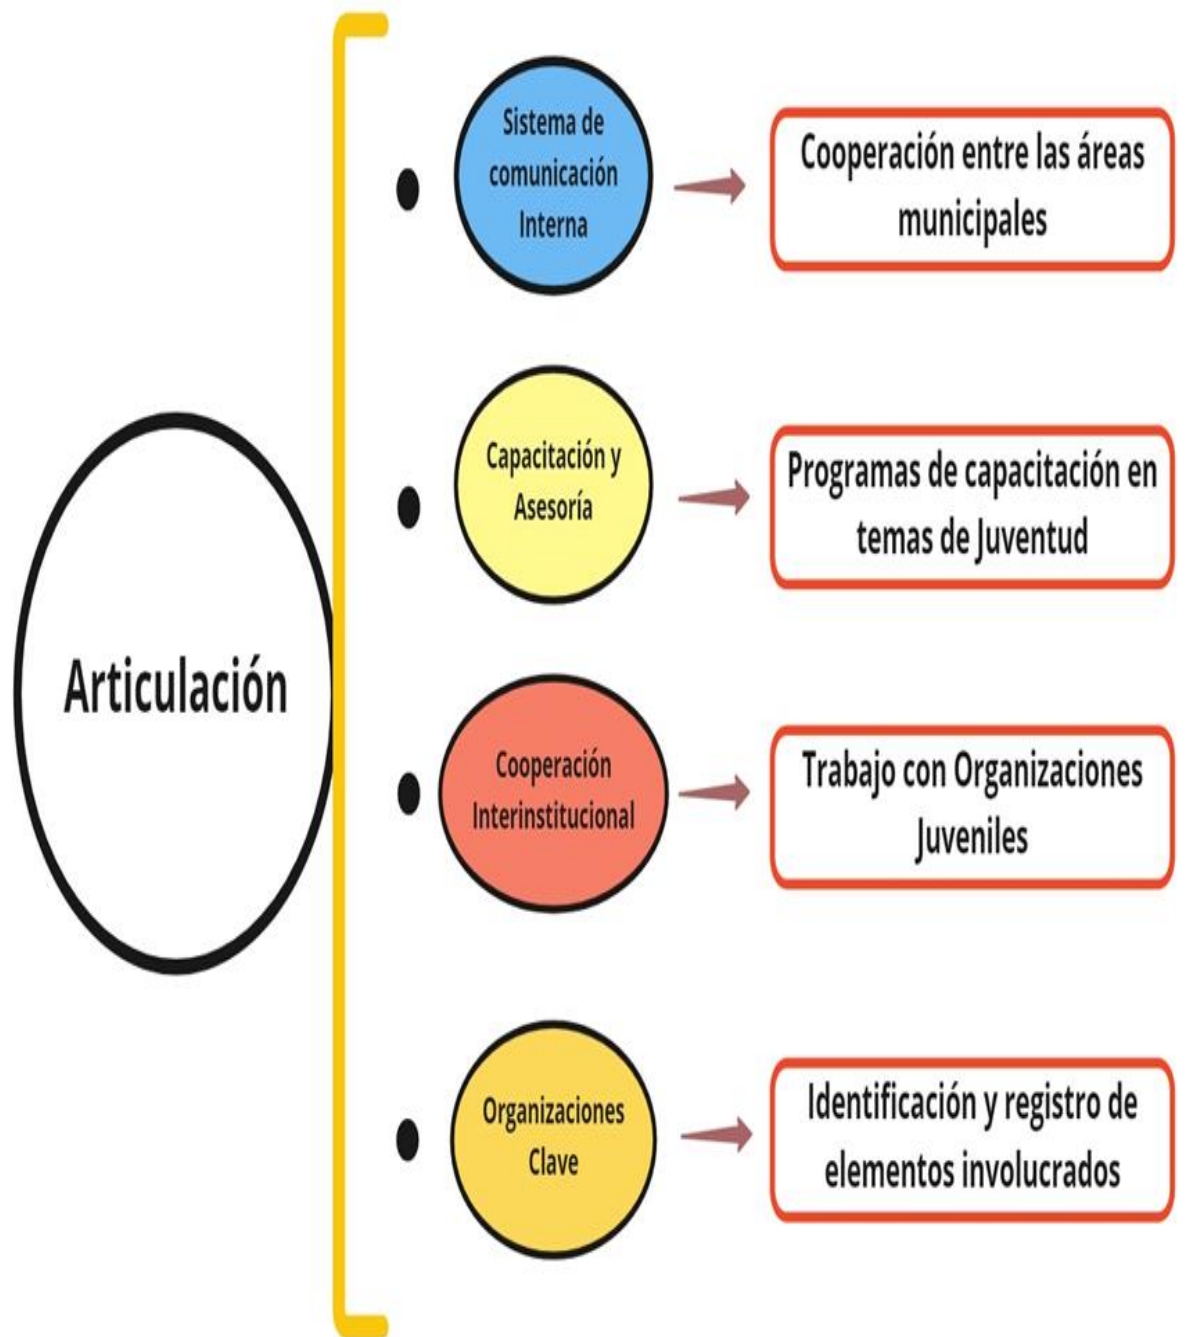 Articulación
Sistema de
comunicación
Interna
Cooperación entre las áreas
municipales
Capacitación y
Asesoría
Programas de capacitación en
temas de Juventud
Cooperación
Interinstitucional
Trabajo con Organizaciones
Juveniles
Organizaciones
Clave
Identificación y registro de
elementos involucrados